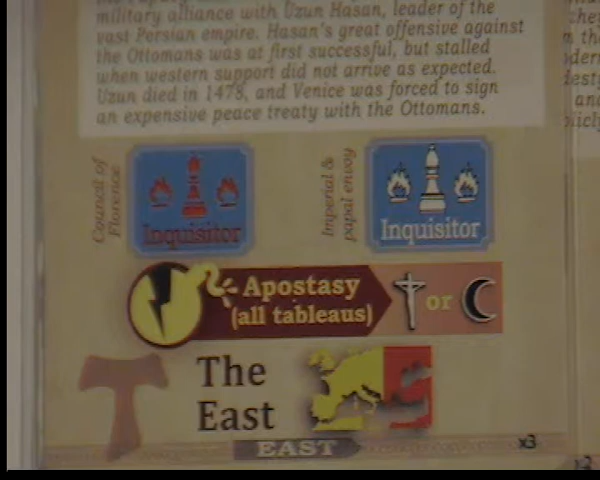 military alliance with Uzun Hasan, leader of the
vast Persian empire. Hasan's great offensive against
the Ottomans was at first successful, but stalled
when western support did not arrive as expected.
Uzun died in 1478, and Venice was forced to sign
an expensive peace treaty with the Ottomans.
Council of
Florence
Inquisitor
Imperial &
papal envoy
Inquisitor
Apostasy
(all tableaus)
or
The
East
EAST
x3
x2